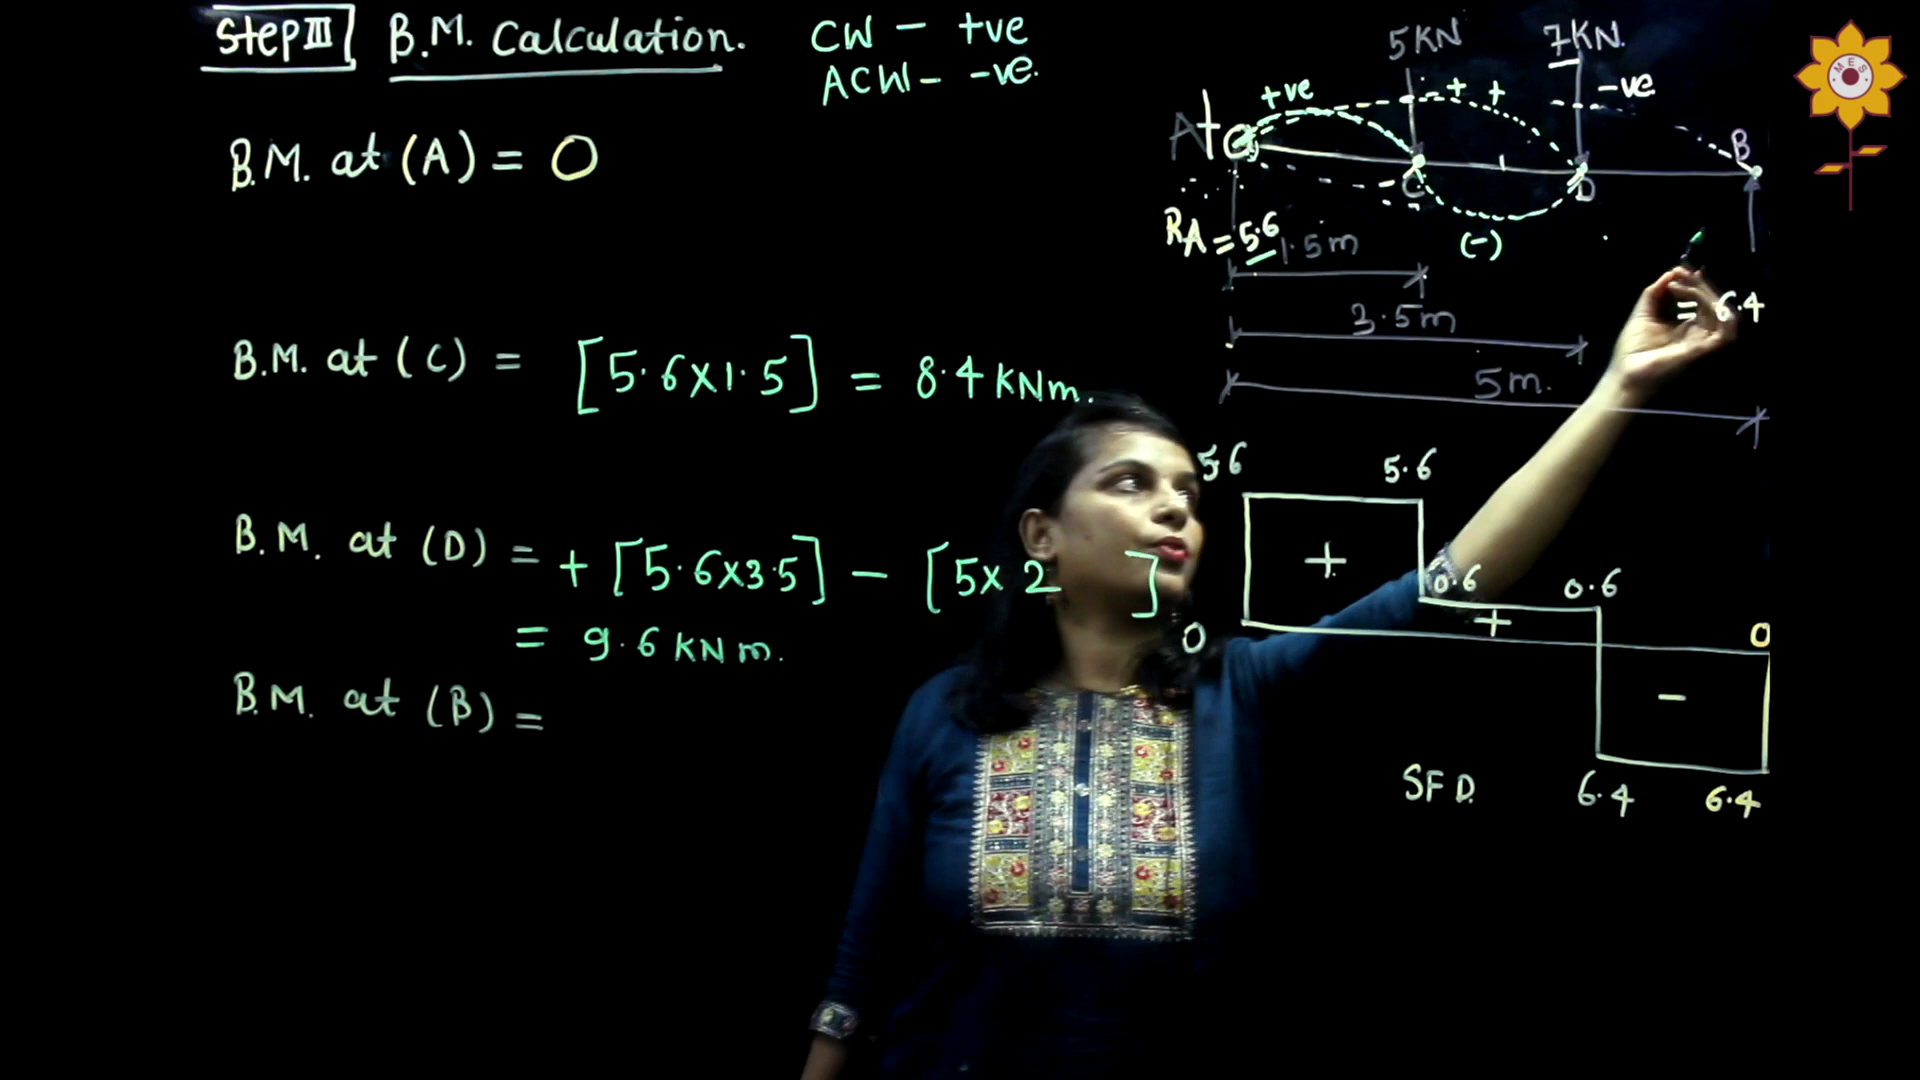 Step III B.M. Calculation.
CW - +ve
ACW - -ve.
B.M. at (A) = 0
B.M. at (C) = [5.6x1.5] = 8.4 KNm.
B.M. at (D) = + [5.6x3.5] - [5x 2 ]
= 9.6 KN m.
B.M. at (B) =
5KN 7KN.
+ve + + -ve
A C D B
RA = 5.6
(-)
1.5m
= 6.4
3.5m
5m.
5.6 5.6
+
0.6 0.6
+
0 0
-
SFD. 6.4 6.4
MES